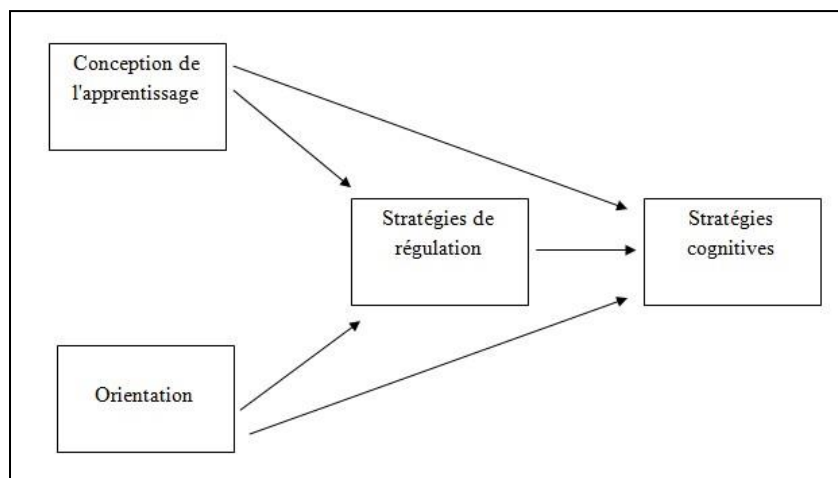 Conception de
l'apprentissage
Stratégies de
régulation
Stratégies
cognitives
Orientation